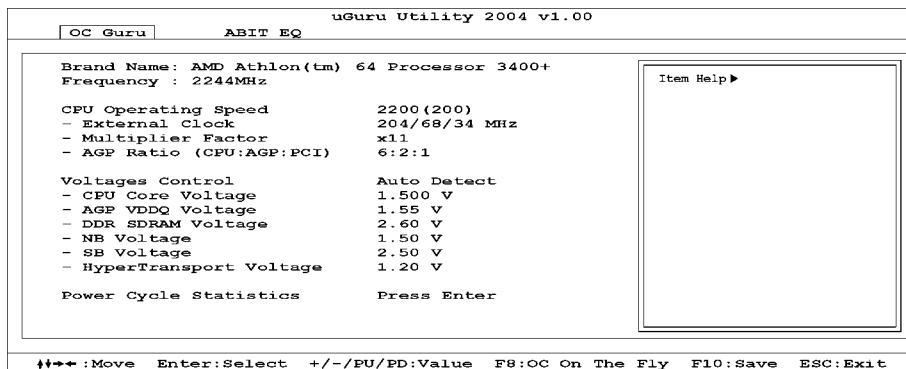 uGuru Utility 2004 v1.00
OC Guru ABIT EQ
Brand Name: AMD Athlon(tm) 64 Processor 3400+
Frequency : 2244MHz
Item Help▶
CPU Operating Speed 2200(200)
- External Clock 204/68/34 MHz
- Multiplier Factor x11
- AGP Ratio (CPU:AGP:PCI) 6:2:1
Voltages Control Auto Detect
- CPU Core Voltage 1.500 V
- AGP VDDQ Voltage 1.55 V
- DDR SDRAM Voltage 2.60 V
- NB Voltage 1.50 V
- SB Voltage 2.50 V
- HyperTransport Voltage 1.20 V
Power Cycle Statistics Press Enter
↑↓→←:Move Enter:Select +/-/PU/PD:Value F8:OC On The Fly F10:Save ESC:Exit